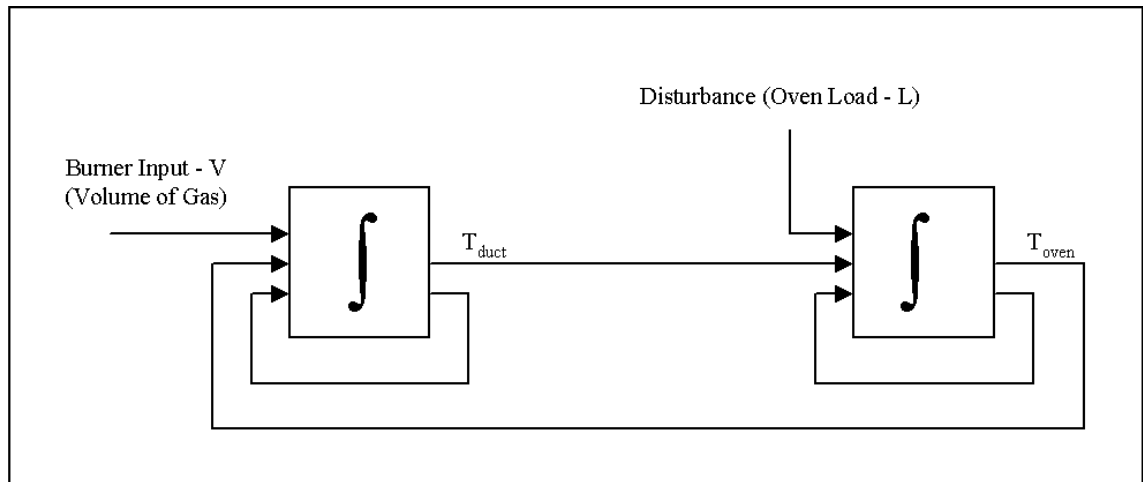 Disturbance (Oven Load - L)
Burner Input - V
(Volume of Gas)
∫
T_duct
∫
T_oven